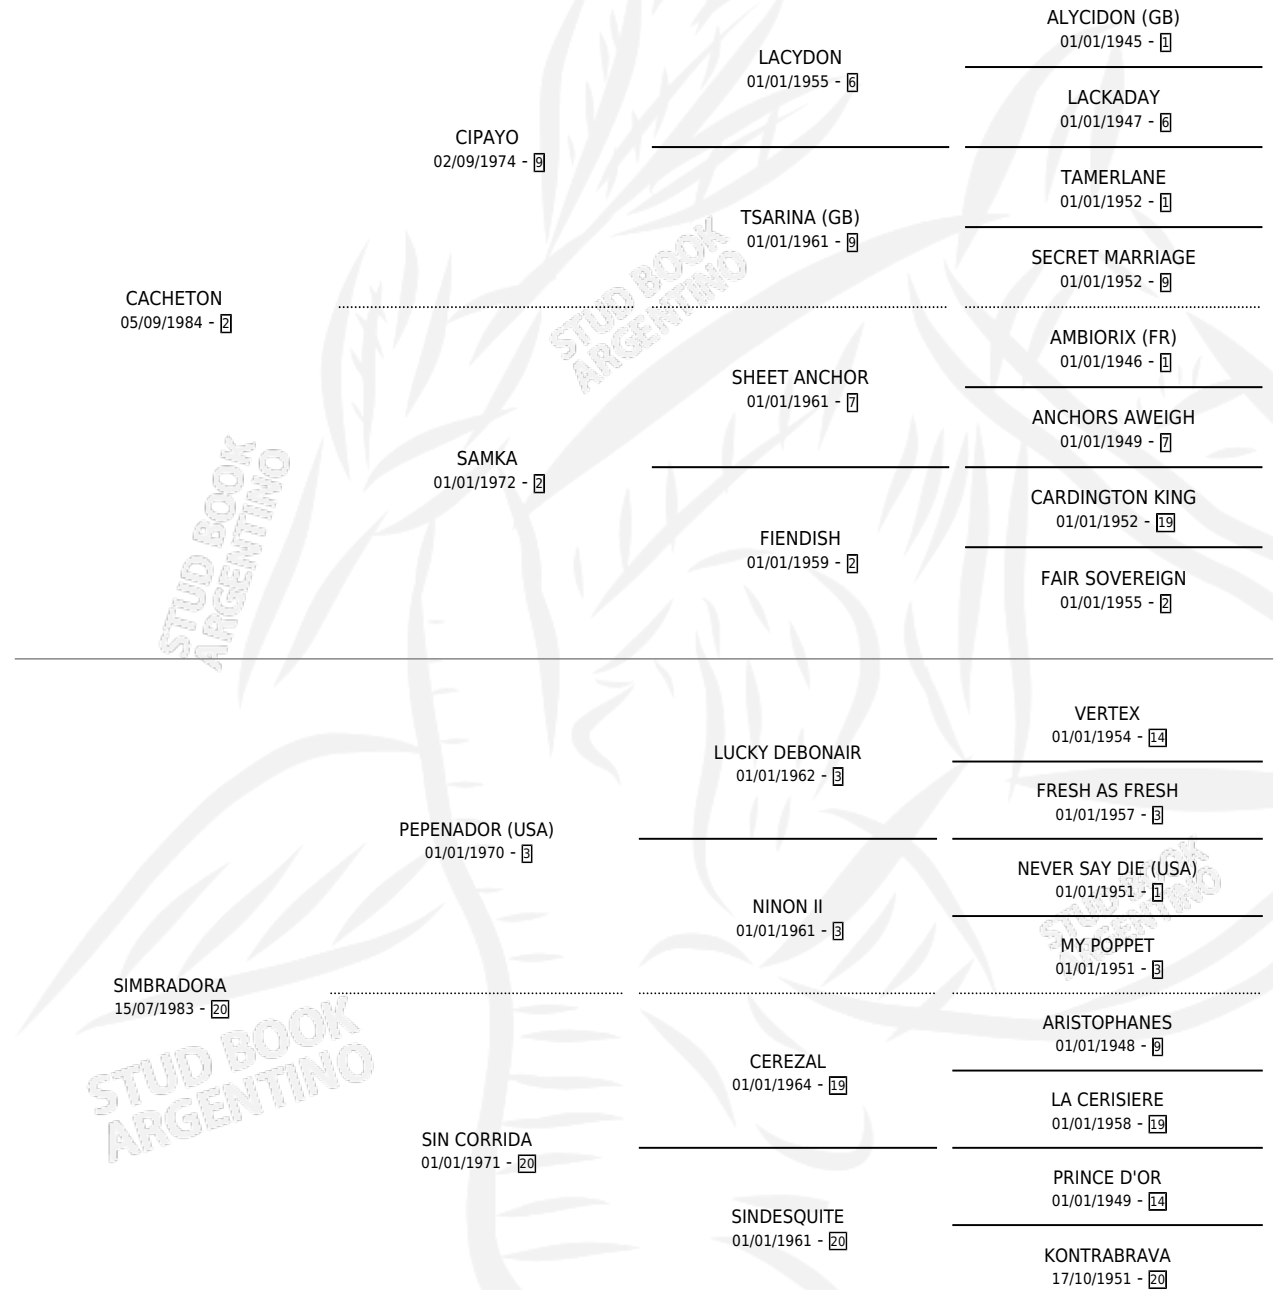 ALYCIDON (GB)
01/01/1945 - 1
LACYDON
01/01/1955 - 6
LACKADAY
01/01/1947 - 6
CIPAYO
02/09/1974 - 9
TAMERLANE
01/01/1952 - 1
TSARINA (GB)
01/01/1961 - 9
SECRET MARRIAGE
01/01/1952 - 9
CACHETON
05/09/1984 - 2
AMBIORIX (FR)
01/01/1946 - 1
SHEET ANCHOR
01/01/1961 - 7
ANCHORS AWEIGH
01/01/1949 - 7
SAMKA
01/01/1972 - 2
CARDINGTON KING
01/01/1952 - 19
FIENDISH
01/01/1959 - 2
FAIR SOVEREIGN
01/01/1955 - 2
VERTEX
01/01/1954 - 14
LUCKY DEBONAIR
01/01/1962 - 3
FRESH AS FRESH
01/01/1957 - 3
PEPENADOR (USA)
01/01/1970 - 3
NEVER SAY DIE (USA)
01/01/1951 - 1
NINON II
01/01/1961 - 3
MY POPPET
01/01/1951 - 3
SIMBRADORA
15/07/1983 - 20
ARISTOPHANES
01/01/1948 - 9
CEREZAL
01/01/1964 - 19
LA CERISIERE
01/01/1958 - 19
SIN CORRIDA
01/01/1971 - 20
PRINCE D'OR
01/01/1949 - 14
SINDESQUITE
01/01/1961 - 20
KONTRABRAVA
17/10/1951 - 20
STUD BOOK
ARGENTINO
STUD BOOK
ARGENTINO
STUD BOOK
ARGENTINO
STUD BOOK
ARGENTINO